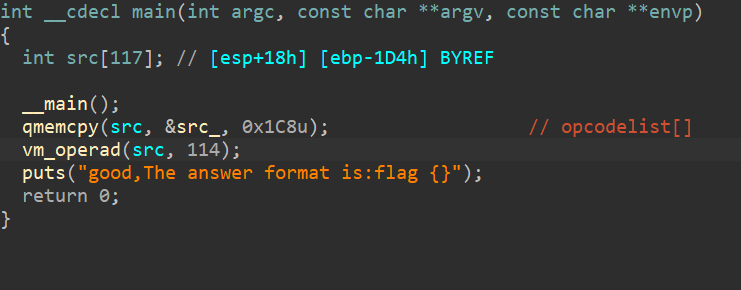 int __cdecl main(int argc, const char **argv, const char **envp)
{
  int src[117]; // [esp+18h] [ebp-1D4h] BYREF

  __main();
  qmemcpy(src, &src_, 0x1C8u);                    // opcodelist[]
  vm_operad(src, 114);
  puts("good,The answer format is:flag {}");
  return 0;
}